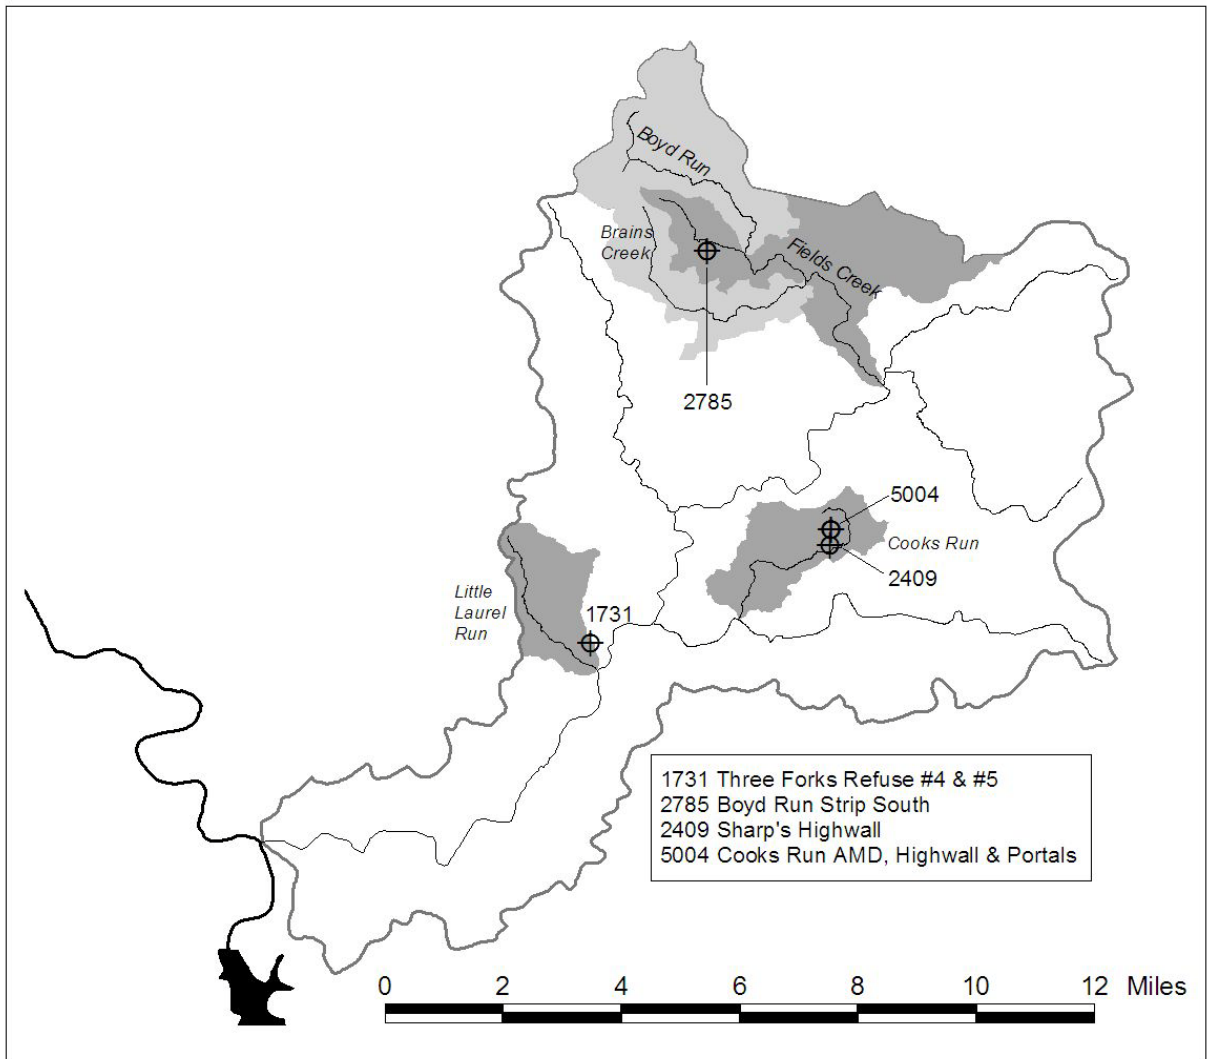 Boyd Run
Brains
Creek
Fields Creek
2785
5004
Cooks Run
2409
Little
Laurel
Run
1731
1731 Three Forks Refuse #4 & #5
2785 Boyd Run Strip South
2409 Sharp's Highwall
5004 Cooks Run AMD, Highwall & Portals
0 2 4 6 8 10 12 Miles